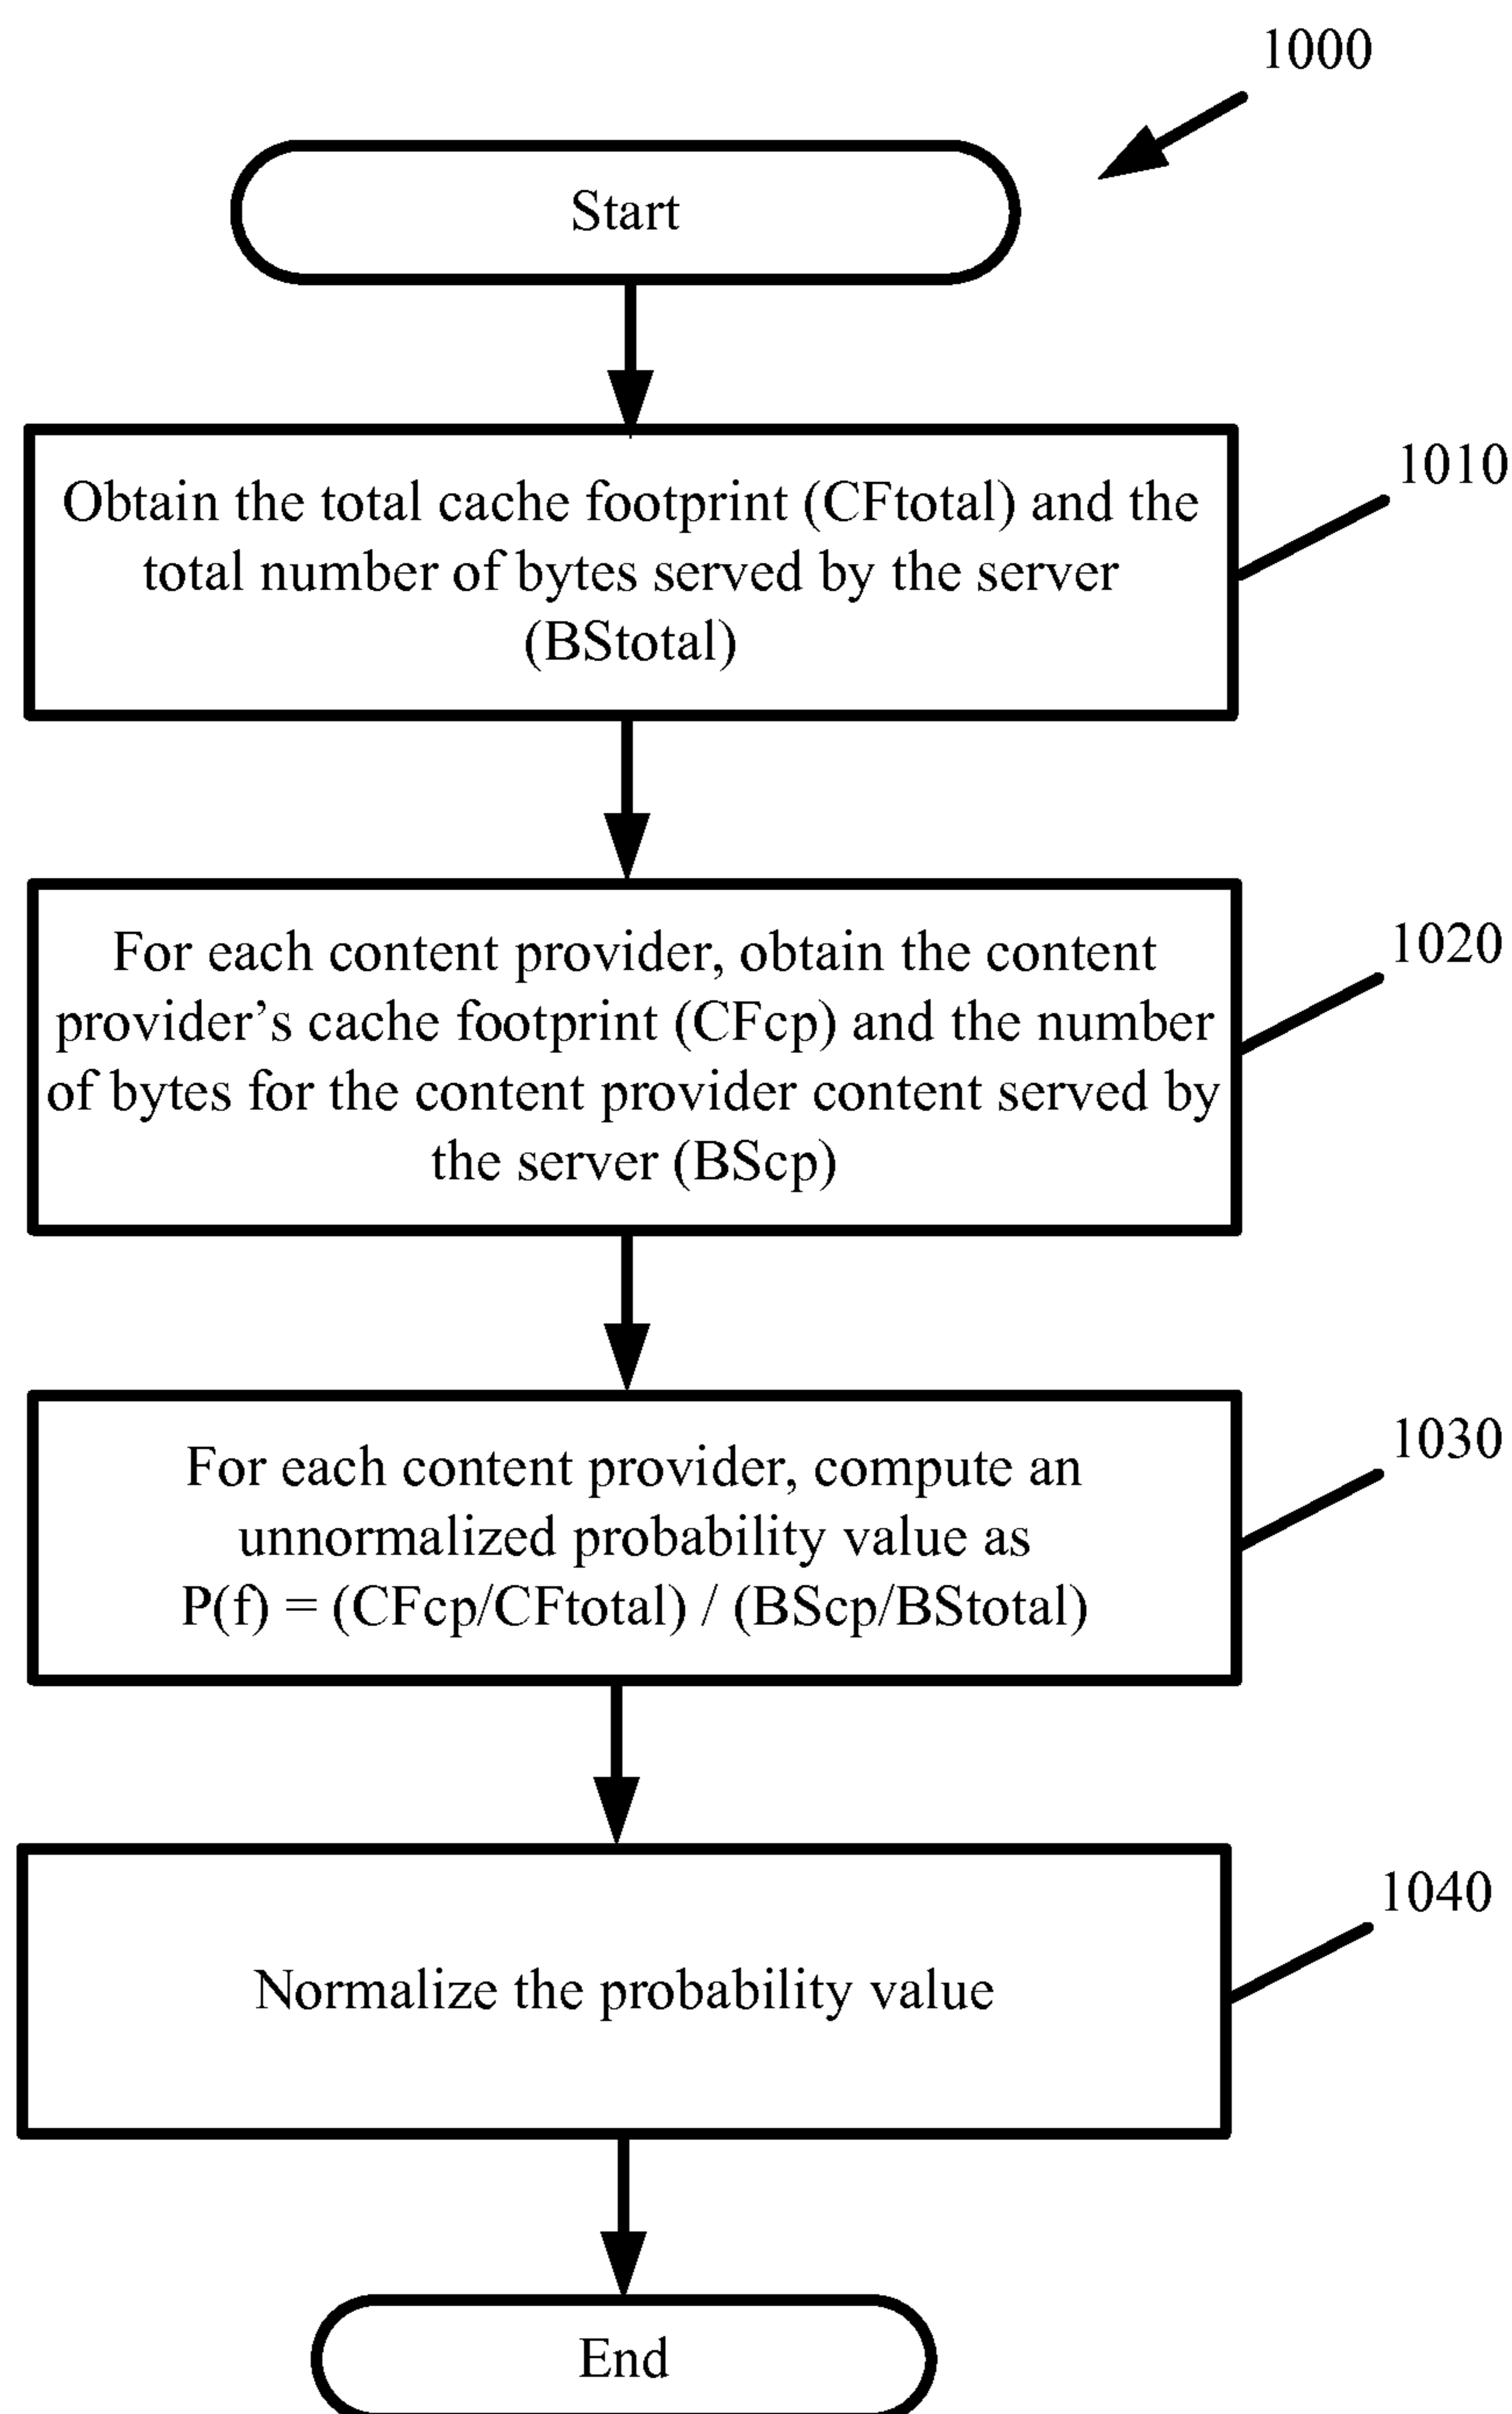 1000
Start
Obtain the total cache footprint (CFtotal) and the
total number of bytes served by the server
(BStotal)
1010
For each content provider, obtain the content
provider’s cache footprint (CFcp) and the number
of bytes for the content provider content served by
the server (BScp)
1020
For each content provider, compute an
unnormalized probability value as
P(f) = (CFcp/CFtotal) / (BScp/BStotal)
1030
Normalize the probability value
1040
End